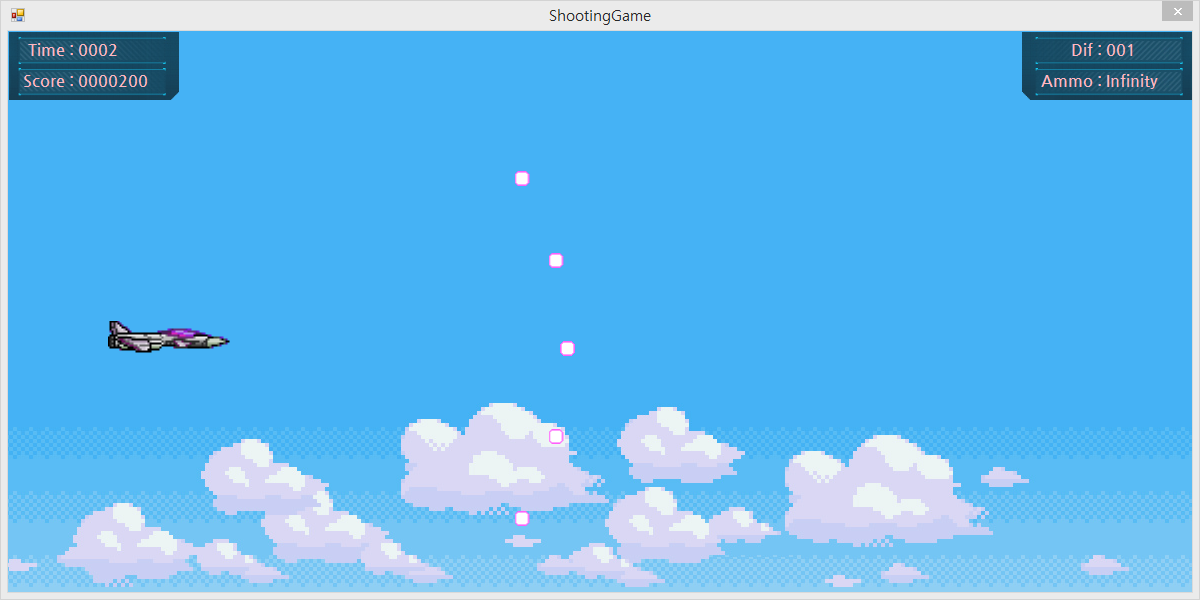 ShootingGame
Time : 0002
Score : 0000200
Dif : 001
Ammo : Infinity